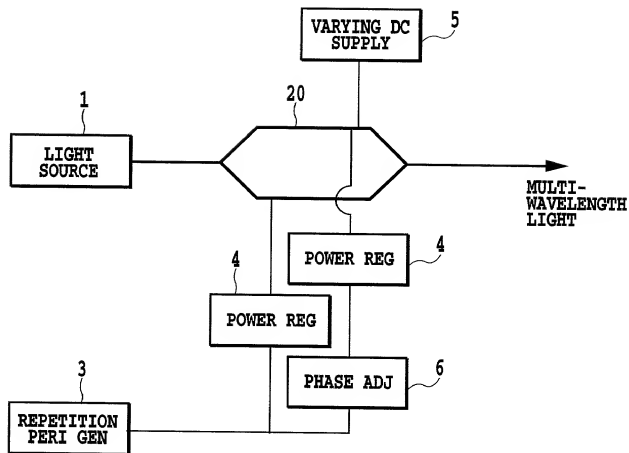 VARYING DC
SUPPLY
5
1
20
LIGHT
SOURCE
MULTI-
WAVELENGTH
LIGHT
POWER REG
4
4
POWER REG
PHASE ADJ
6
3
REPETITION
PERI GEN